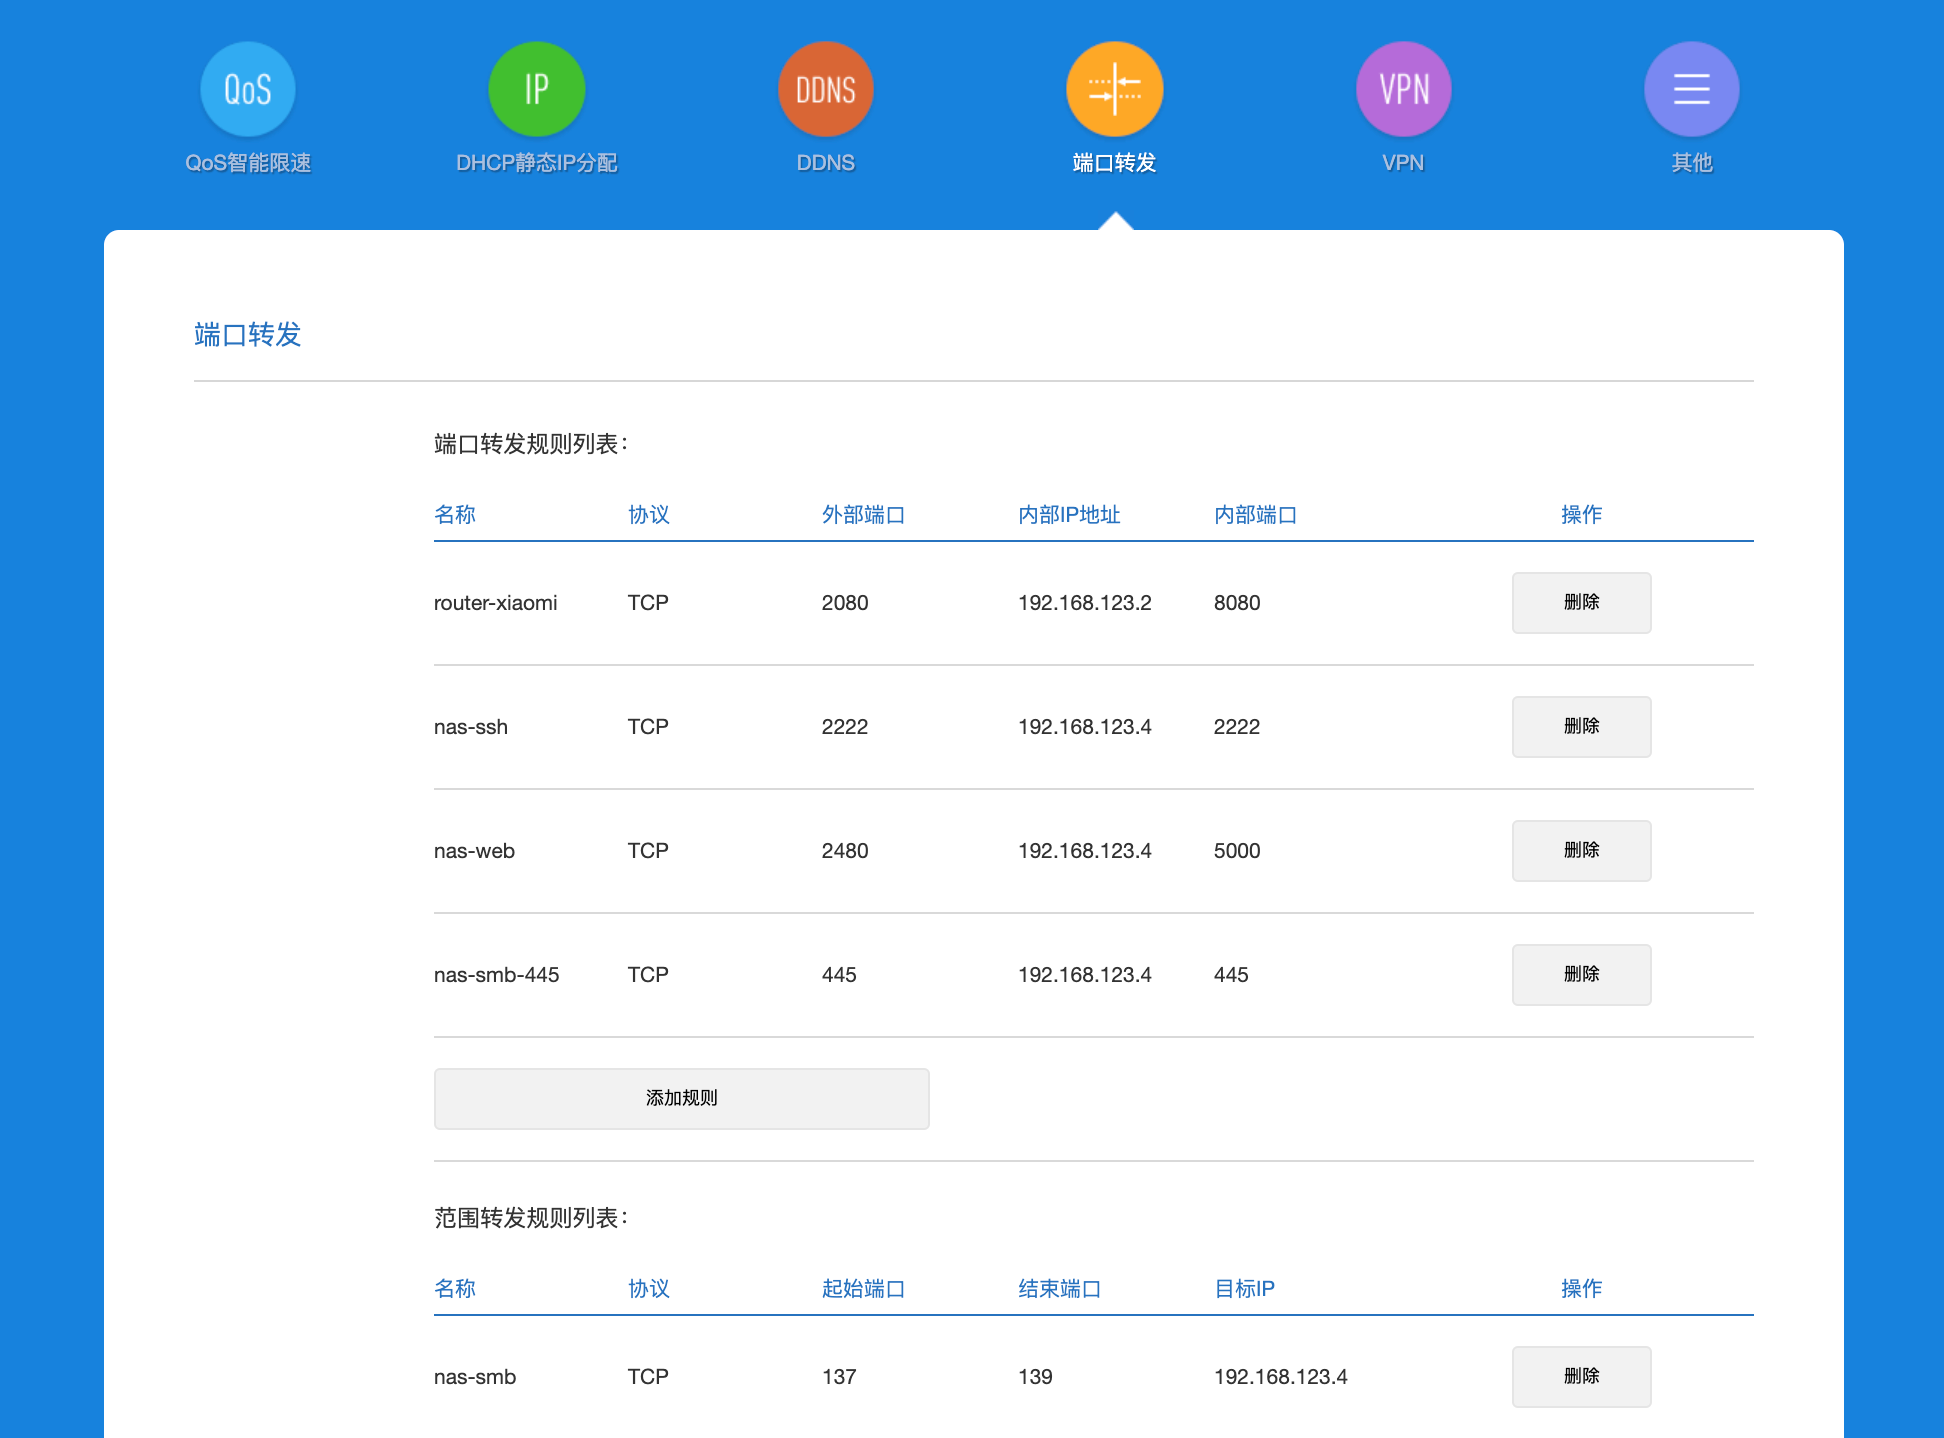 QoS IP DDNS VPN
QoS智能限速 DHCP静态IP分配 DDNS 端口转发 VPN 其他
端口转发
端口转发规则列表：
名称 协议 外部端口 内部IP地址 内部端口 操作
router-xiaomi TCP 2080 192.168.123.2 8080 删除
nas-ssh TCP 2222 192.168.123.4 2222 删除
nas-web TCP 2480 192.168.123.4 5000 删除
nas-smb-445 TCP 445 192.168.123.4 445 删除
添加规则
范围转发规则列表：
名称 协议 起始端口 结束端口 目标IP 操作
nas-smb TCP 137 139 192.168.123.4 删除